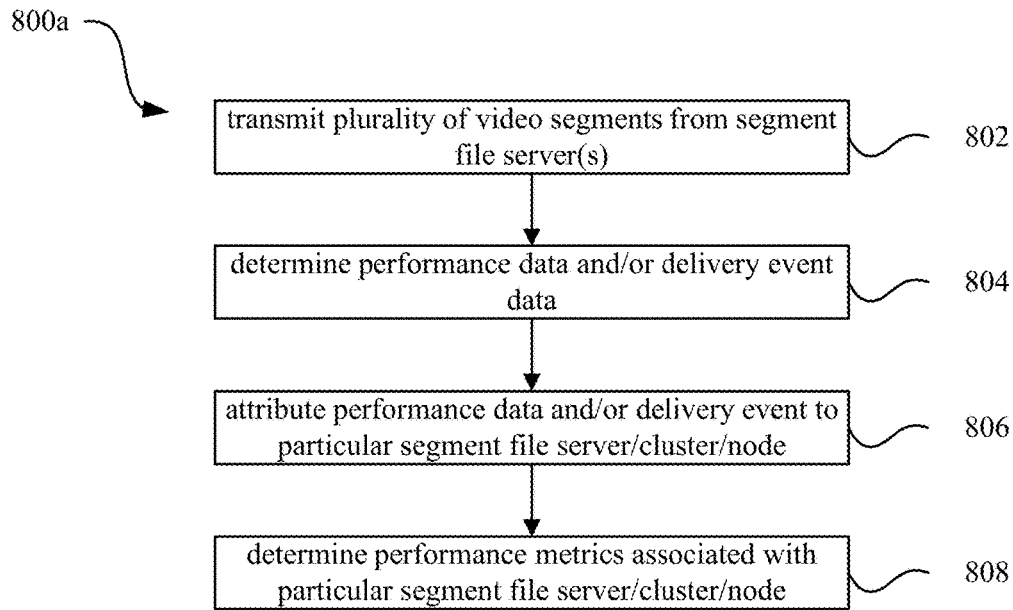 800a
transmit plurality of video segments from segment
file server(s)
802
determine performance data and/or delivery event
data
804
attribute performance data and/or delivery event to
particular segment file server/cluster/node
806
determine performance metrics associated with
particular segment file server/cluster/node
808